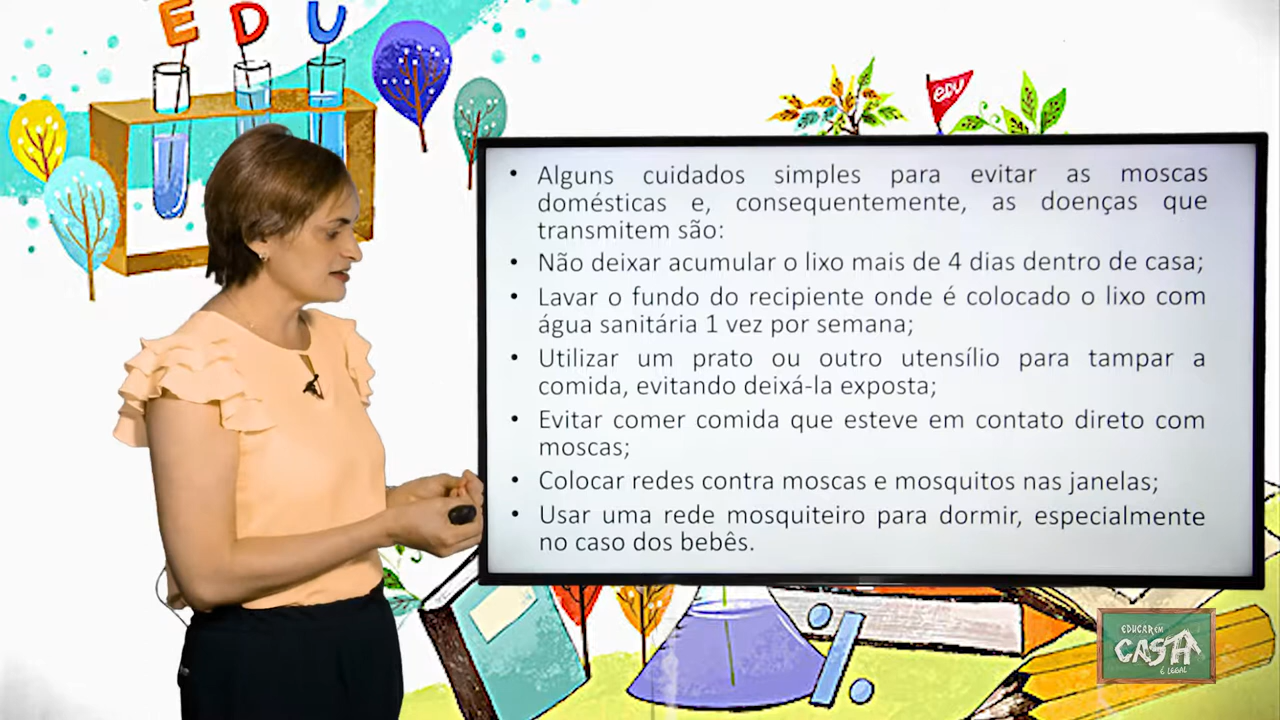 EDU
EDU
• Alguns cuidados simples para evitar as moscas
domésticas e, consequentemente, as doenças que
transmitem são:
• Não deixar acumular o lixo mais de 4 dias dentro de casa;
• Lavar o fundo do recipiente onde é colocado o lixo com
água sanitária 1 vez por semana;
• Utilizar um prato ou outro utensílio para tampar a
comida, evitando deixá-la exposta;
• Evitar comer comida que esteve em contato direto com
moscas;
• Colocar redes contra moscas e mosquitos nas janelas;
• Usar uma rede mosquiteiro para dormir, especialmente
no caso dos bebês.
EDUCAR EM
CASA
É LEGAL